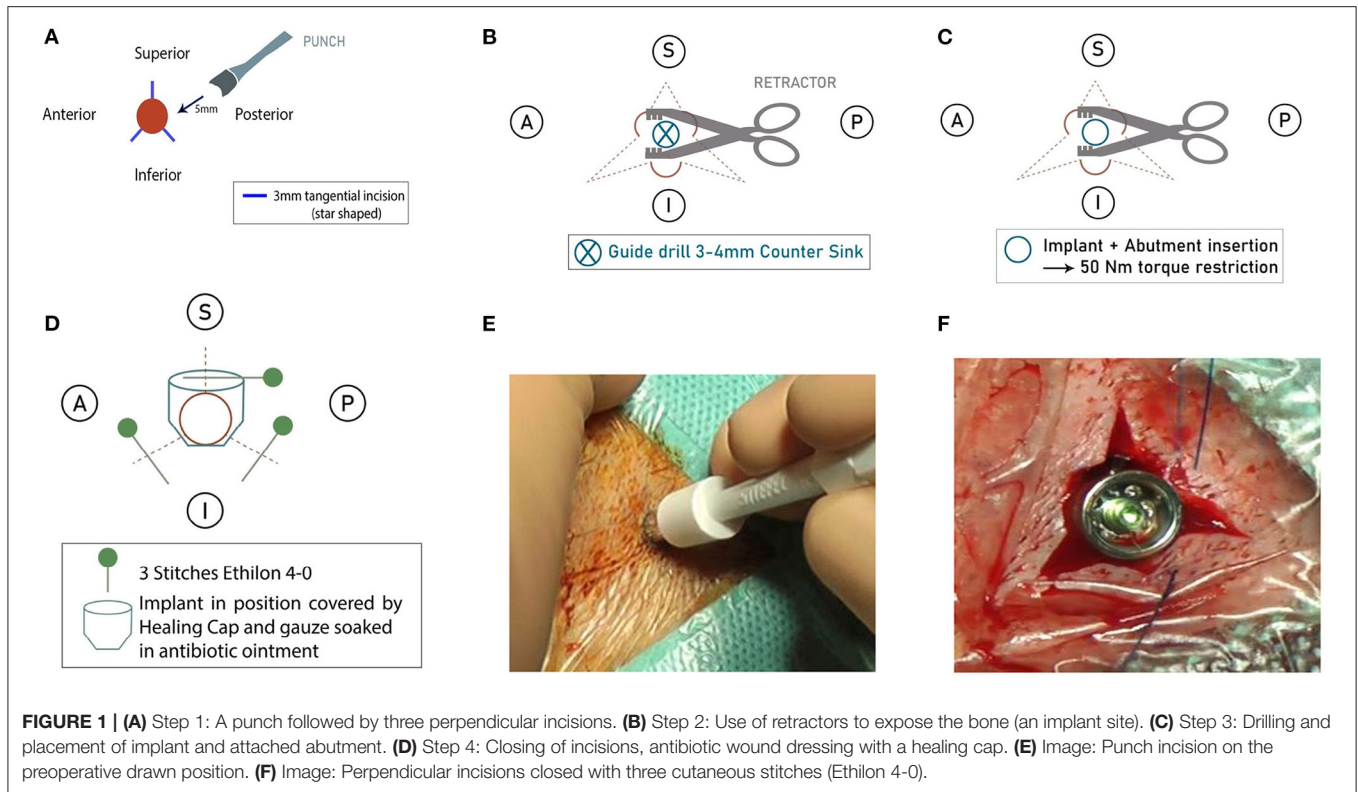 A
Superior
PUNCH
5mm
Anterior
Posterior
Inferior
3mm tangential incision
(star shaped)
B
S
RETRACTOR
A
P
I
Guide drill 3-4mm Counter Sink
C
S
A
P
I
Implant + Abutment insertion
→ 50 Nm torque restriction
D
S
A
P
I
3 Stitches Ethilon 4-0
Implant in position covered by
Healing Cap and gauze soaked
in antibiotic ointment
E
F
FIGURE 1 | (A) Step 1: A punch followed by three perpendicular incisions. (B) Step 2: Use of retractors to expose the bone (an implant site). (C) Step 3: Drilling and
placement of implant and attached abutment. (D) Step 4: Closing of incisions, antibiotic wound dressing with a healing cap. (E) Image: Punch incision on the
preoperative drawn position. (F) Image: Perpendicular incisions closed with three cutaneous stitches (Ethilon 4-0).